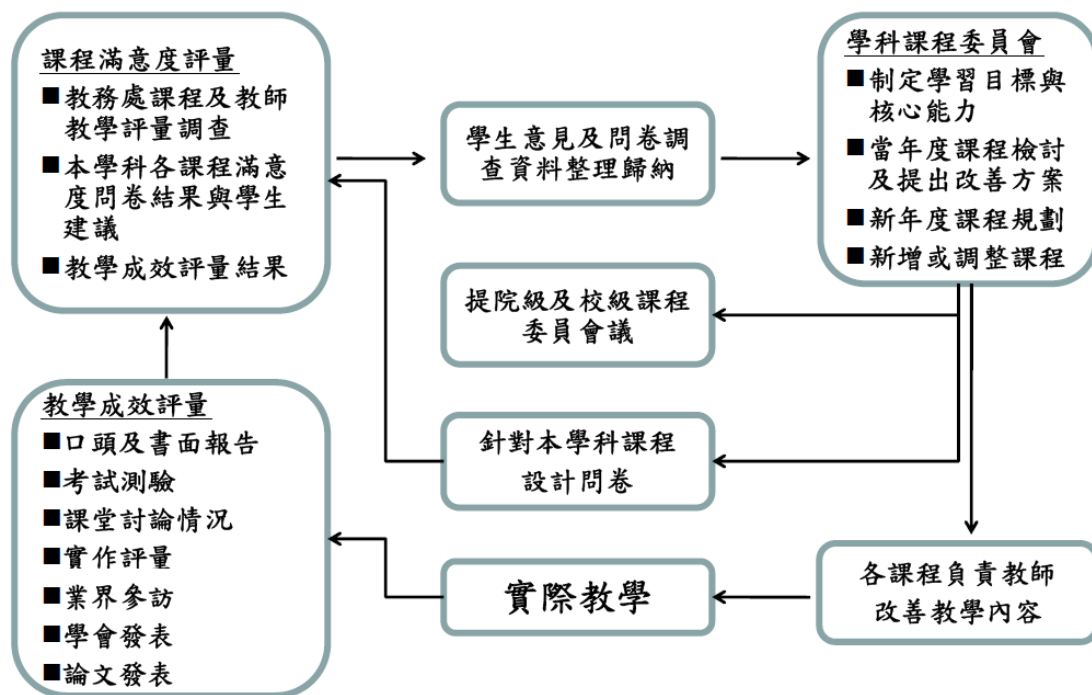 課程滿意度評量
■教務處課程及教師
教學評量調查
■本學科各課程滿意
度問卷結果與學生
建議
■教學成效評量結果
學生意見及問卷調
查資料整理歸納
學科課程委員會
■制定學習目標與
核心能力
■當年度課程檢討
及提出改善方案
■新年度課程規劃
■新增或調整課程
提院級及校級課程
委員會議
教學成效評量
■口頭及書面報告
■考試測驗
■課堂討論情況
■實作評量
■業界參訪
■學會發表
■論文發表
針對本學科課程
設計問卷
實際教學
各課程負責教師
改善教學內容